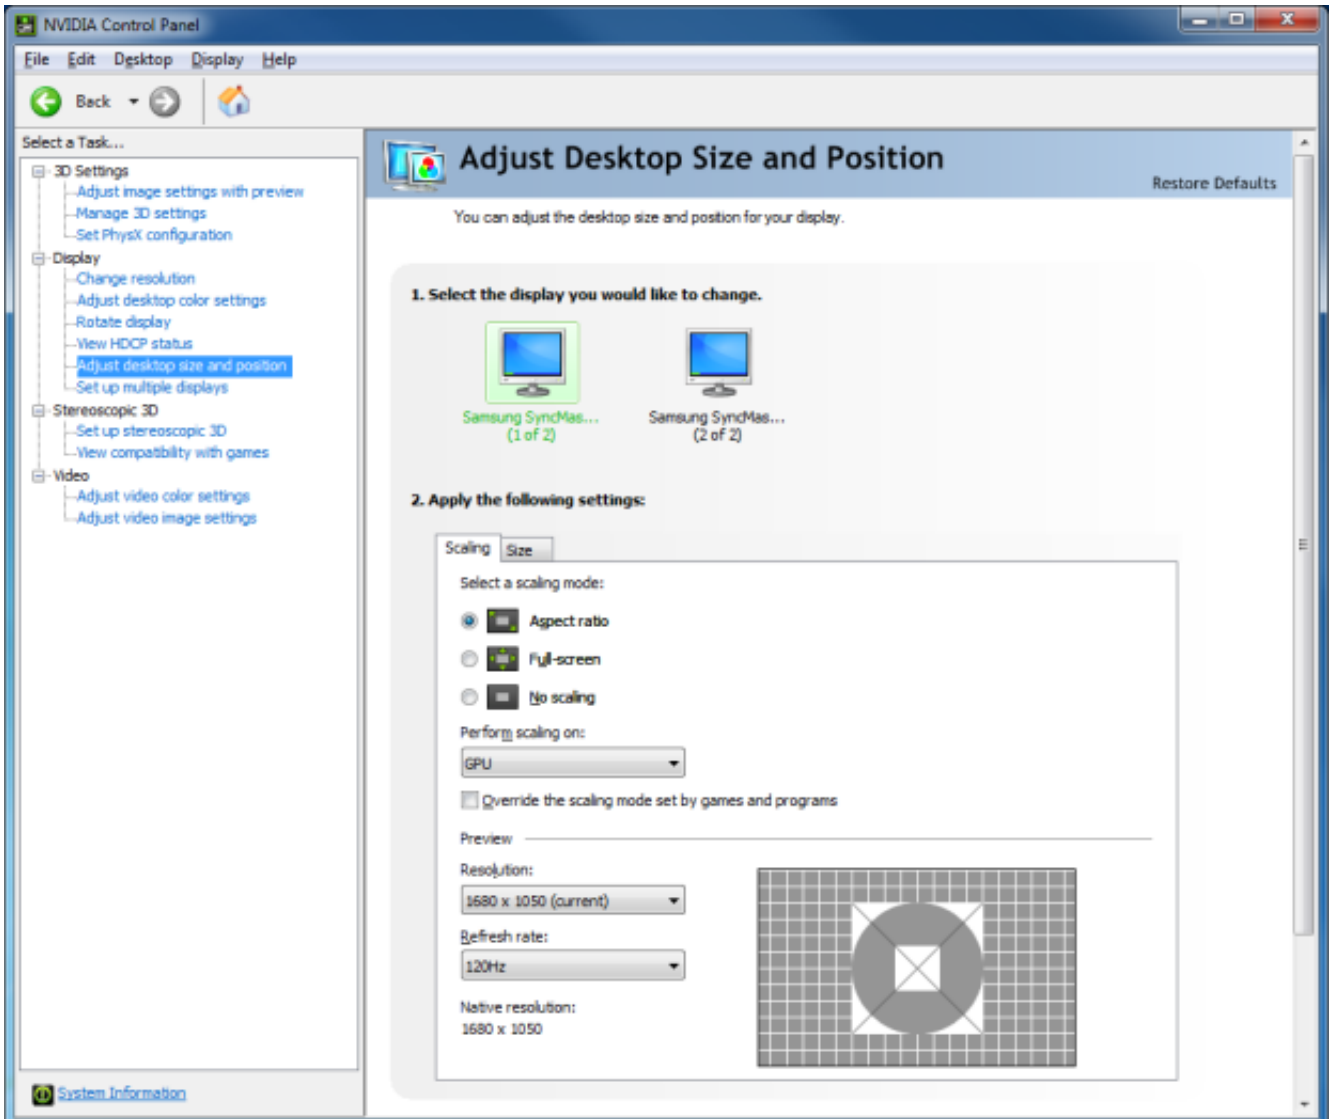 NVIDIA Control Panel
File Edit Desktop Display Help
Back
Select a Task...
3D Settings
Adjust image settings with preview
Manage 3D settings
Set PhysX configuration
Display
Change resolution
Adjust desktop color settings
Rotate display
View HDCP status
Adjust desktop size and position
Set up multiple displays
Stereoscopic 3D
Set up stereoscopic 3D
View compatibility with games
Video
Adjust video color settings
Adjust video image settings
System Information
Adjust Desktop Size and Position
Restore Defaults
You can adjust the desktop size and position for your display.
1. Select the display you would like to change.
Samsung SyncMas... Samsung SyncMas...
(1 of 2) (2 of 2)
2. Apply the following settings:
Scaling Size
Select a scaling mode:
Aspect ratio
Full-screen
No scaling
Perform scaling on:
GPU
Override the scaling mode set by games and programs
Preview
Resolution:
1680 x 1050 (current)
Refresh rate:
120Hz
Native resolution:
1680 x 1050